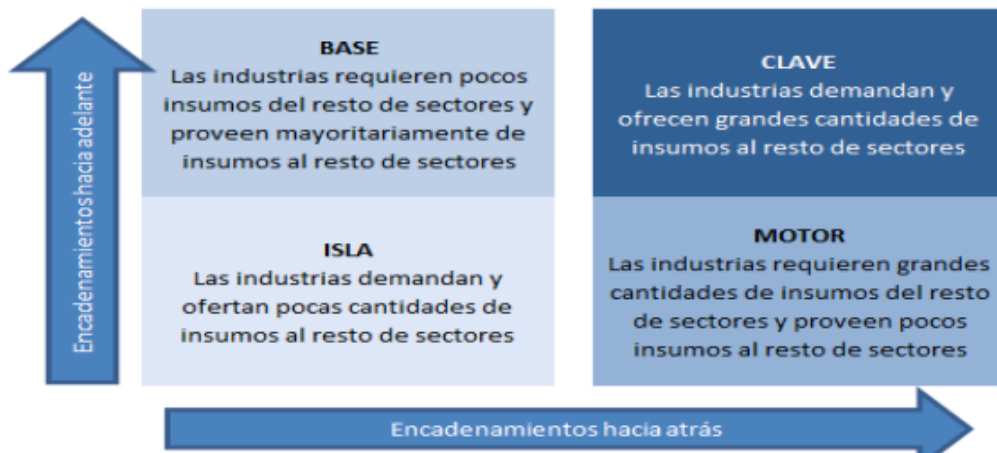 Encadenamientos hacia adelante
BASE
Las industrias requieren pocos
insumos del resto de sectores y
proveen mayoritariamente de
insumos al resto de sectores
CLAVE
Las industrias demandan y
ofrecen grandes cantidades de
insumos al resto de sectores
ISLA
Las industrias demandan y
ofertan pocas cantidades de
insumos al resto de sectores
MOTOR
Las industrias requieren grandes
cantidades de insumos del resto
de sectores y proveen pocos
insumos al resto de sectores
Encadenamientos hacia atrás